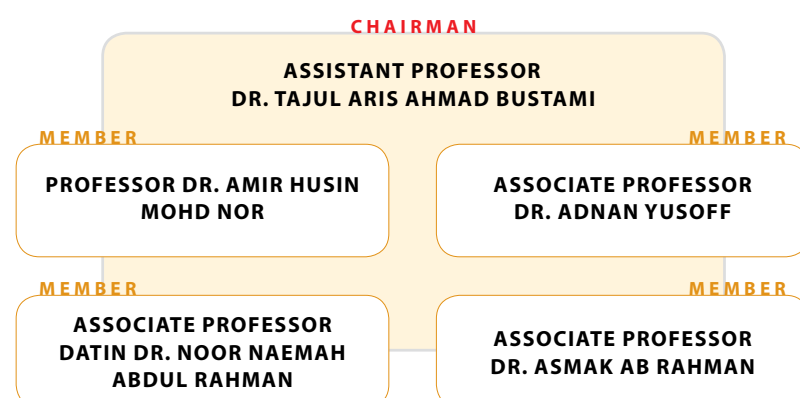 CHAIRMAN
ASSISTANT PROFESSOR
DR. TAJUL ARIS AHMAD BUSTAMI
MEMBER
PROFESSOR DR. AMIR HUSIN
MOHD NOR
MEMBER
ASSOCIATE PROFESSOR
DR. ADNAN YUSOFF
MEMBER
ASSOCIATE PROFESSOR
DATIN DR. NOOR NAEMAH
ABDUL RAHMAN
MEMBER
ASSOCIATE PROFESSOR
DR. ASMAK AB RAHMAN